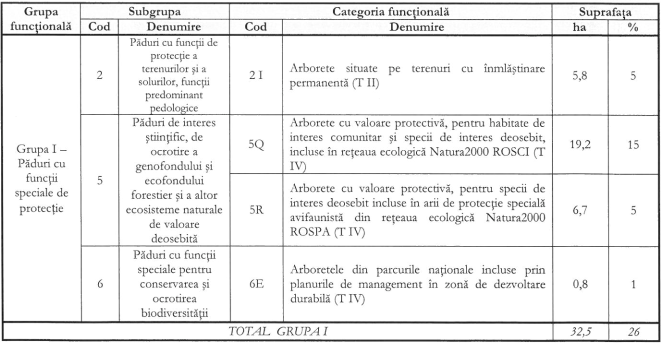 Grupa funcțională
Subgrupa
Categoria funcțională
Suprafața
Cod
Denumire
Cod
Denumire
ha
%
Grupa I –
Păduri cu
funcții
speciale de
protecție
2
Păduri cu funcții de
protecție a
terenurilor și a
solurilor, funcții
predominant
pedologice
2 I
Arborete situate pe terenuri cu înmlăștinare
permanentă (T II)
5,8
5
5
Păduri de interes
științific, de
ocrotire a
genofondului și
ecofondului
forestier și a altor
ecosisteme naturale
de valoare
deosebită
5Q
Arborete cu valoare protectivă, pentru habitate de
interes comunitar și specii de interes deosebit,
incluse în rețeaua ecologică Natura2000 ROSCI (T
IV)
19,2
15
5R
Arborete cu valoare protectivă, pentru specii de
interes deosebit incluse în arii de protecție specială
avifaunistă din rețeaua ecologică Natura2000
ROSPA (T IV)
6,7
5
6
Păduri cu funcții
speciale pentru
conservarea și
ocrotirea
biodiversității
6E
Arboretele din parcurile naționale incluse prin
planurile de management în zonă de dezvoltare
durabilă (T IV)
0,8
1
TOTAL GRUPA I
32,5
26